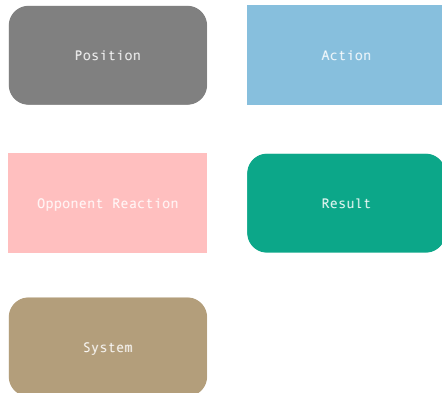 Position
Action
Opponent Reaction
Result
System